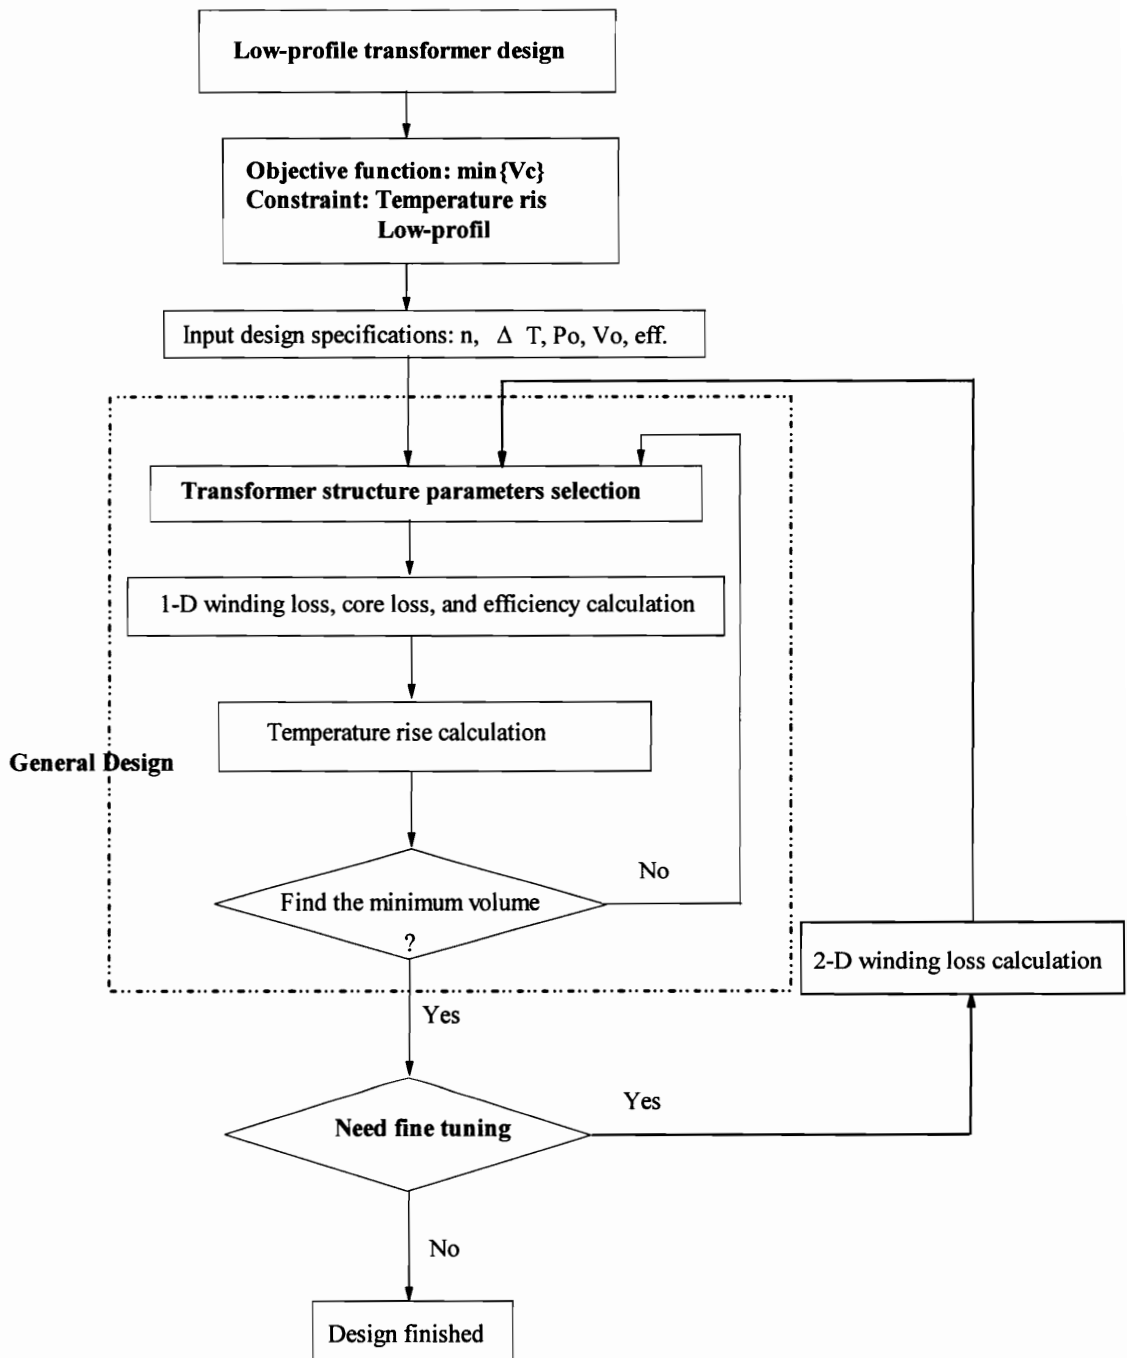 Low-profile transformer design
Objective function: min{Vc}
Constraint: Temperature ris
Low-profil
Input design specifications: n, Δ T, Po, Vo, eff.
Transformer structure parameters selection
1-D winding loss, core loss, and efficiency calculation
Temperature rise calculation
General Design
No
Find the minimum volume
?
2-D winding loss calculation
Yes
Yes
Need fine tuning
No
Design finished